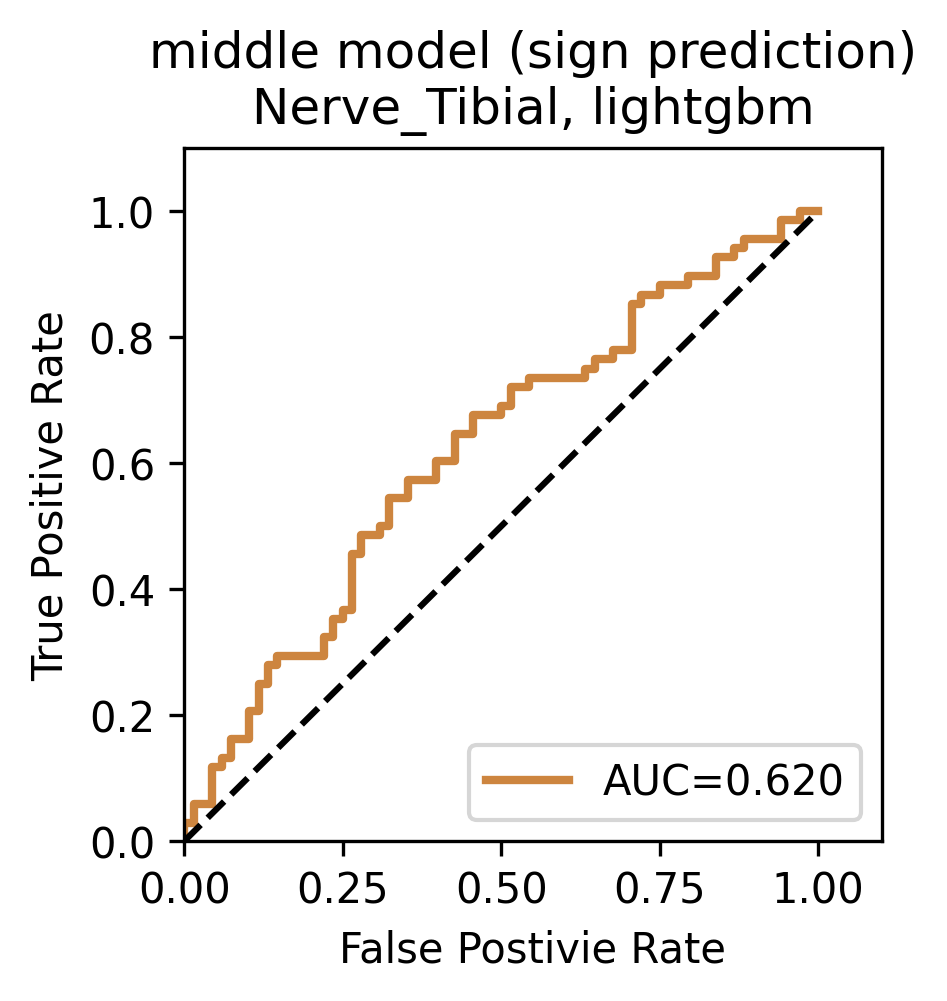 middle model (sign prediction)
Nerve_Tibial, lightgbm
1.0
0.8
0.6
0.4
0.2
0.0
True Positive Rate
AUC=0.620
0.00 0.25 0.50 0.75 1.00
False Postivie Rate